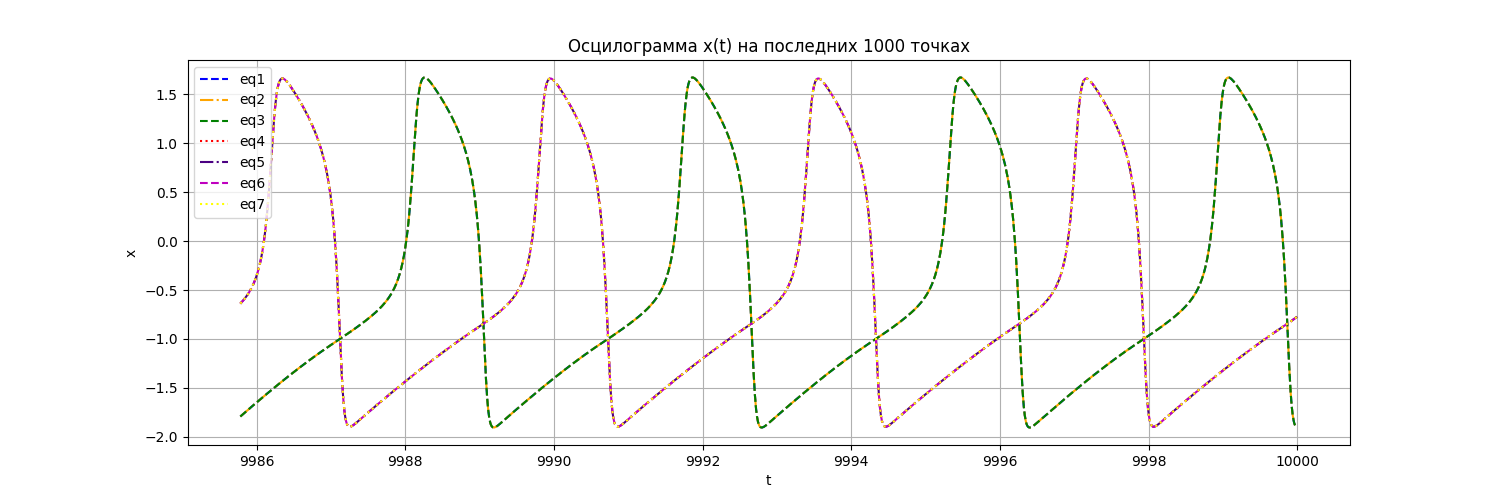 Осцилограмма x(t) на последних 1000 точках
eq1
eq2
eq3
eq4
eq5
eq6
eq7
1.5
1.0
0.5
0.0
−0.5
−1.0
−1.5
−2.0
x
9986
9988
9990
9992
9994
9996
9998
10000
t